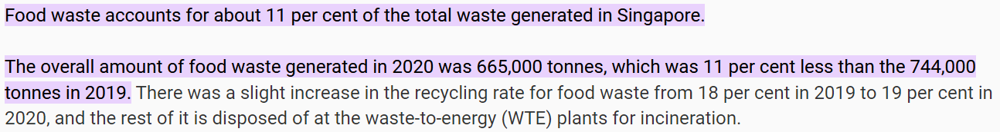 Food waste accounts for about 11 per cent of the total waste generated in Singapore.
The overall amount of food waste generated in 2020 was 665,000 tonnes, which was 11 per cent less than the 744,000
tonnes in 2019. There was a slight increase in the recycling rate for food waste from 18 per cent in 2019 to 19 per cent in
2020, and the rest of it is disposed of at the waste-to-energy (WTE) plants for incineration.